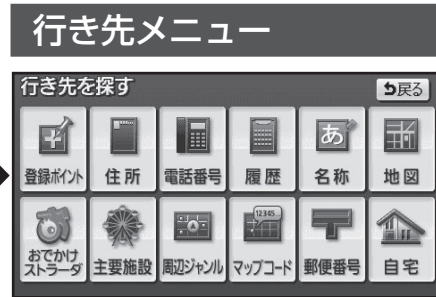 行き先メニュー
行き先を探す
戻る
あ
登録ポイント 住所 電話番号 履歴 名称 地図
12345...
おでかけ
ストラーダ 主要施設 周辺ジャンル マップコード 郵便番号 自宅